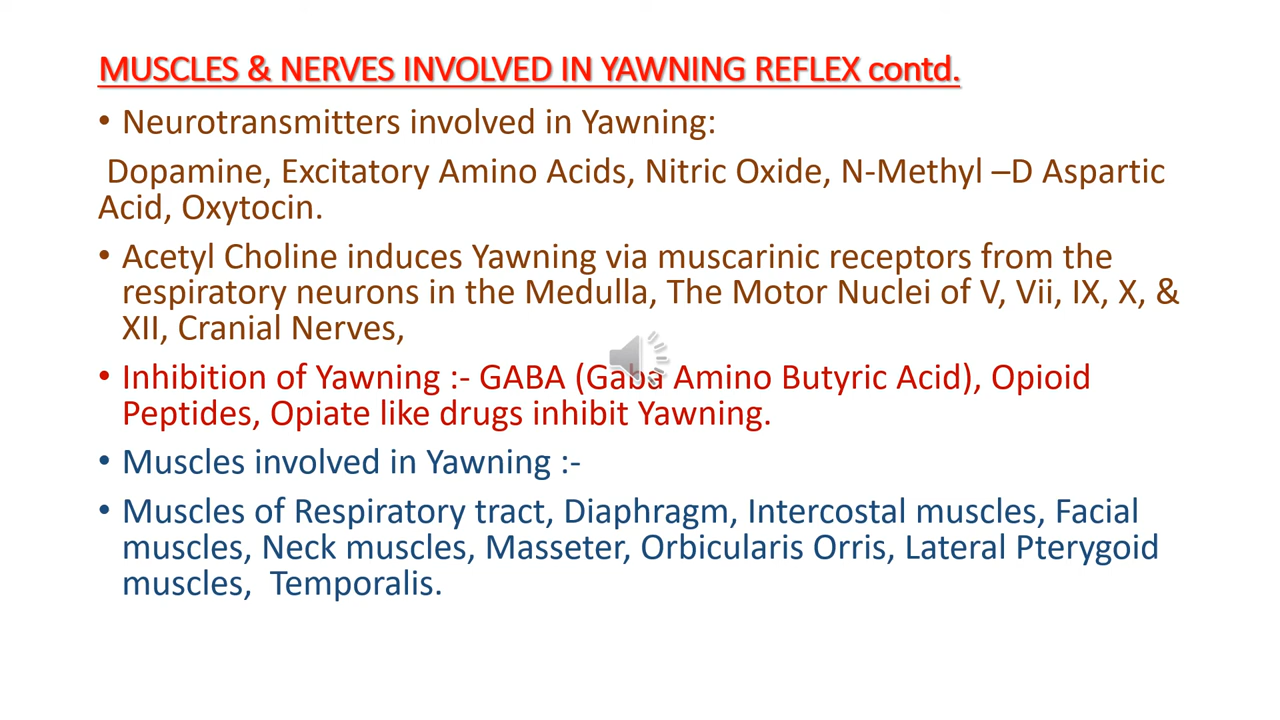 MUSCLES & NERVES INVOLVED IN YAWNING REFLEX contd.
• Neurotransmitters involved in Yawning:
Dopamine, Excitatory Amino Acids, Nitric Oxide, N-Methyl –D Aspartic
Acid, Oxytocin.
• Acetyl Choline induces Yawning via muscarinic receptors from the
respiratory neurons in the Medulla, The Motor Nuclei of V, Vii, IX, X, &
XII, Cranial Nerves,
• Inhibition of Yawning :- GABA (Gaba Amino Butyric Acid), Opioid
Peptides, Opiate like drugs inhibit Yawning.
• Muscles involved in Yawning :-
• Muscles of Respiratory tract, Diaphragm, Intercostal muscles, Facial
muscles, Neck muscles, Masseter, Orbicularis Orris, Lateral Pterygoid
muscles, Temporalis.